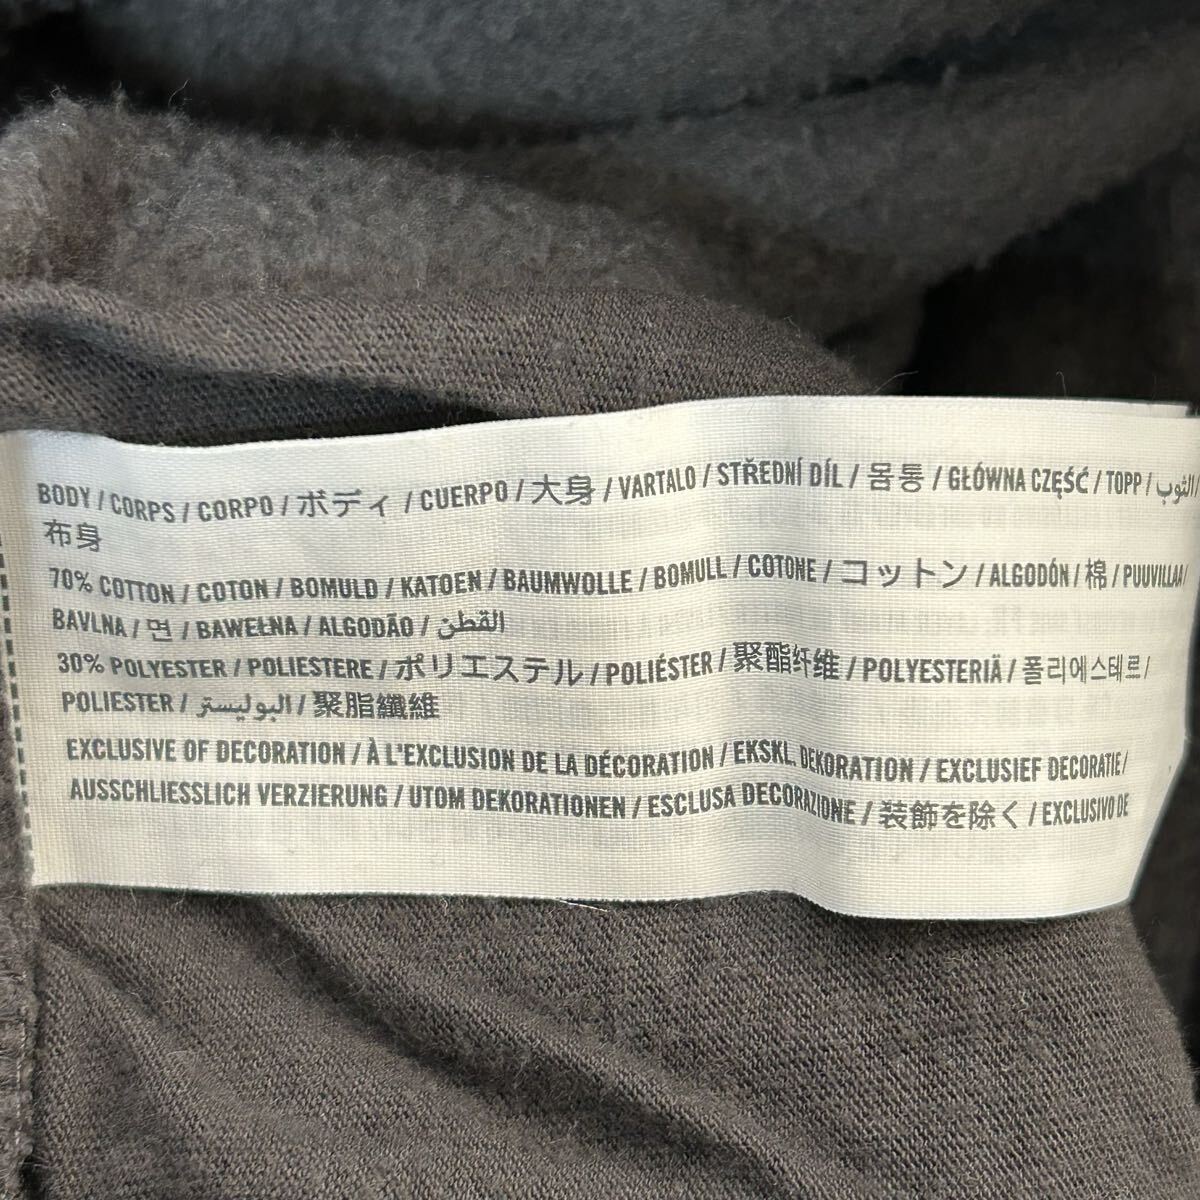 BODY / CORPS / CORPO / ボディ / CUERPO / 大身 / VARTALO / STŘEDNÍ DÍL / 몸통 / GŁÓWNA CZĘŚĆ / TOPP / الثوب /
布身
70% COTTON / COTON / BOMULD / KATOEN / BAUMWOLLE / BOMULL / COTONE / コットン / ALGODÓN / 棉 / PUUVILLAA /
BAVLNA / 면 / BAWEŁNA / ALGODÃO / القطن
30% POLYESTER / POLIESTERE / ポリエステル / POLIÉSTER / 聚酯纤维 / POLYESTERIÄ / 폴리에스테르 /
POLIESTER / البوليستر / 聚脂纖維
EXCLUSIVE OF DECORATION / À L'EXCLUSION DE LA DÉCORATION / EKSKL. DEKORATION / EXCLUSIEF DECORATIE /
AUSSCHLIESSLICH VERZIERUNG / UTOM DEKORATIONEN / ESCLUSA DECORAZIONE / 装飾を除く / EXCLUSIVO DE